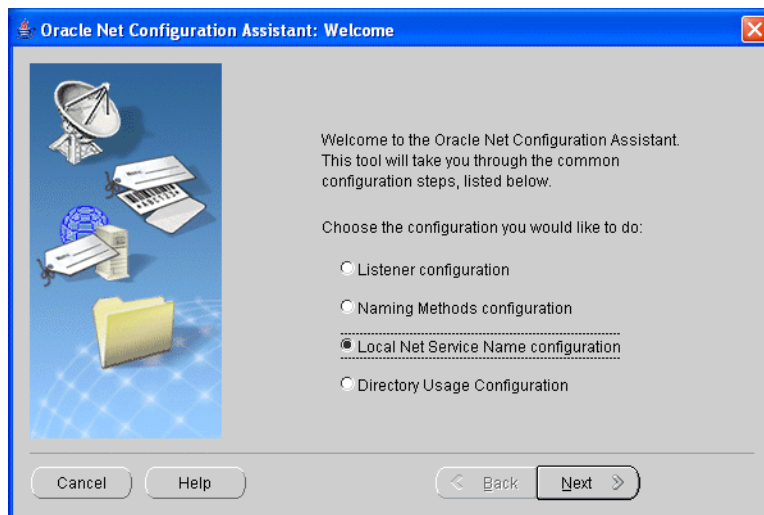 Oracle Net Configuration Assistant: Welcome
ABC123
Welcome to the Oracle Net Configuration Assistant.
This tool will take you through the common
configuration steps, listed below.
Choose the configuration you would like to do:
Listener configuration
Naming Methods configuration
Local Net Service Name configuration
Directory Usage Configuration
Cancel
Help
Back
Next